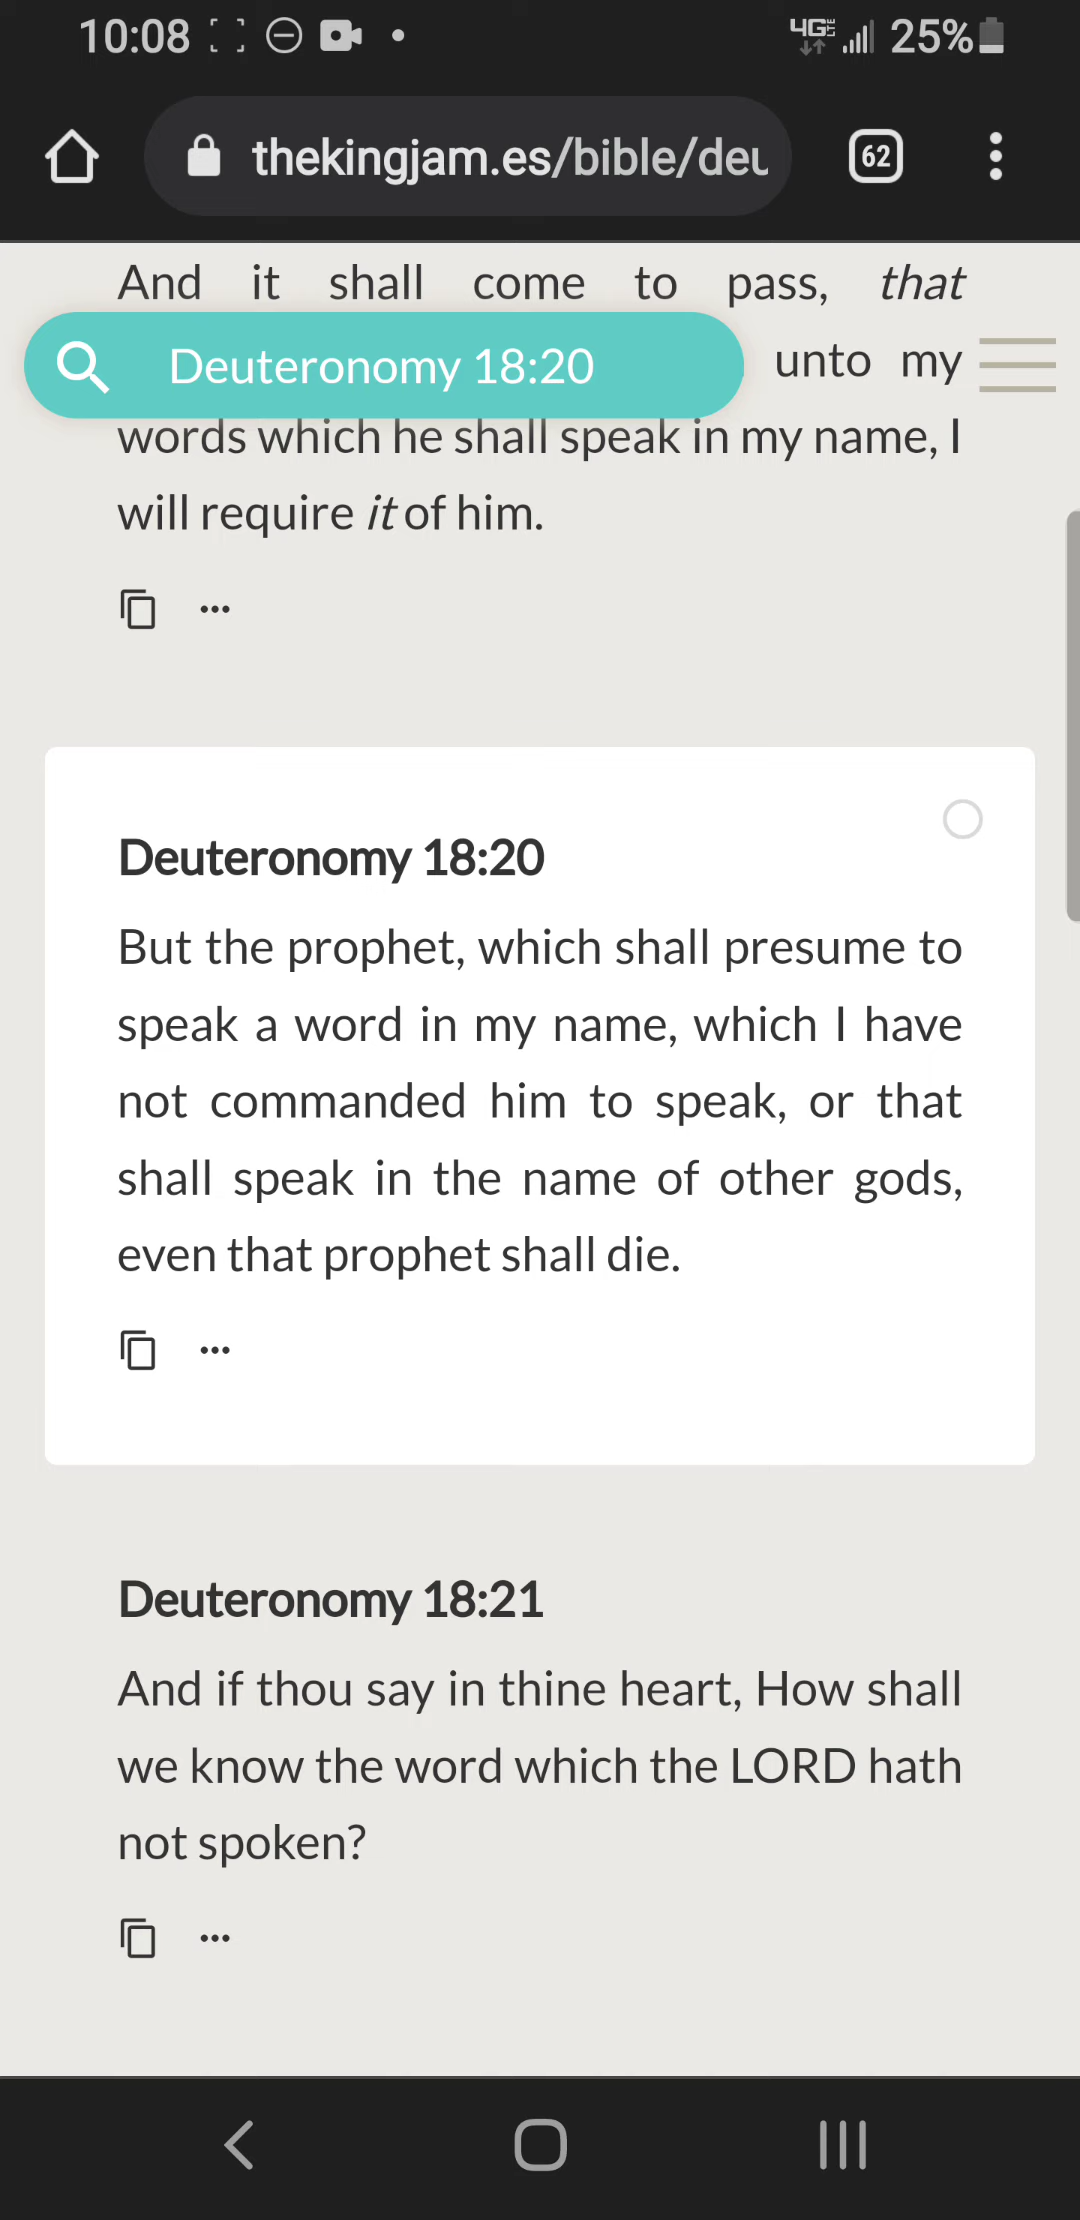 10:08 4G LTE 25%
thekingjam.es/bible/deu 62
And it shall come to pass, that
Deuteronomy 18:20
unto my
words which he shall speak in my name, I
will require it of him.
Deuteronomy 18:20
But the prophet, which shall presume to
speak a word in my name, which I have
not commanded him to speak, or that
shall speak in the name of other gods,
even that prophet shall die.
Deuteronomy 18:21
And if thou say in thine heart, How shall
we know the word which the LORD hath
not spoken?